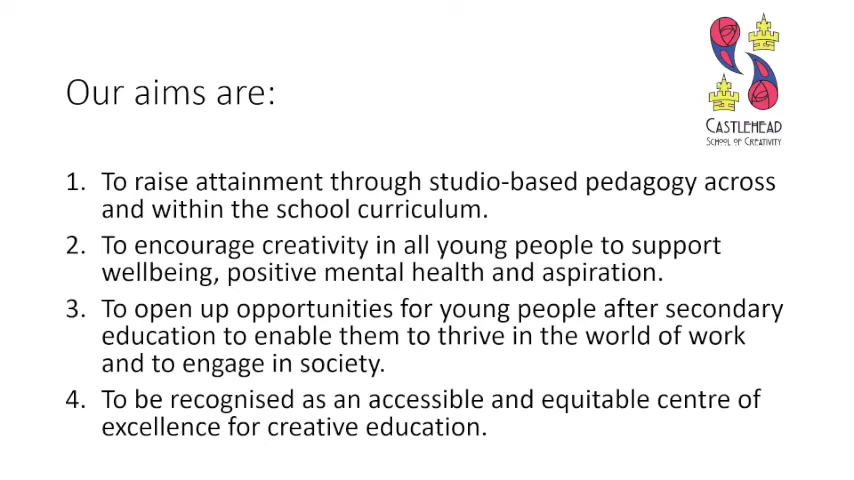 Our aims are:
CASTLEHEAD
SCHOOL OF CREATIVITY
1. To raise attainment through studio-based pedagogy across
and within the school curriculum.
2. To encourage creativity in all young people to support
wellbeing, positive mental health and aspiration.
3. To open up opportunities for young people after secondary
education to enable them to thrive in the world of work
and to engage in society.
4. To be recognised as an accessible and equitable centre of
excellence for creative education.